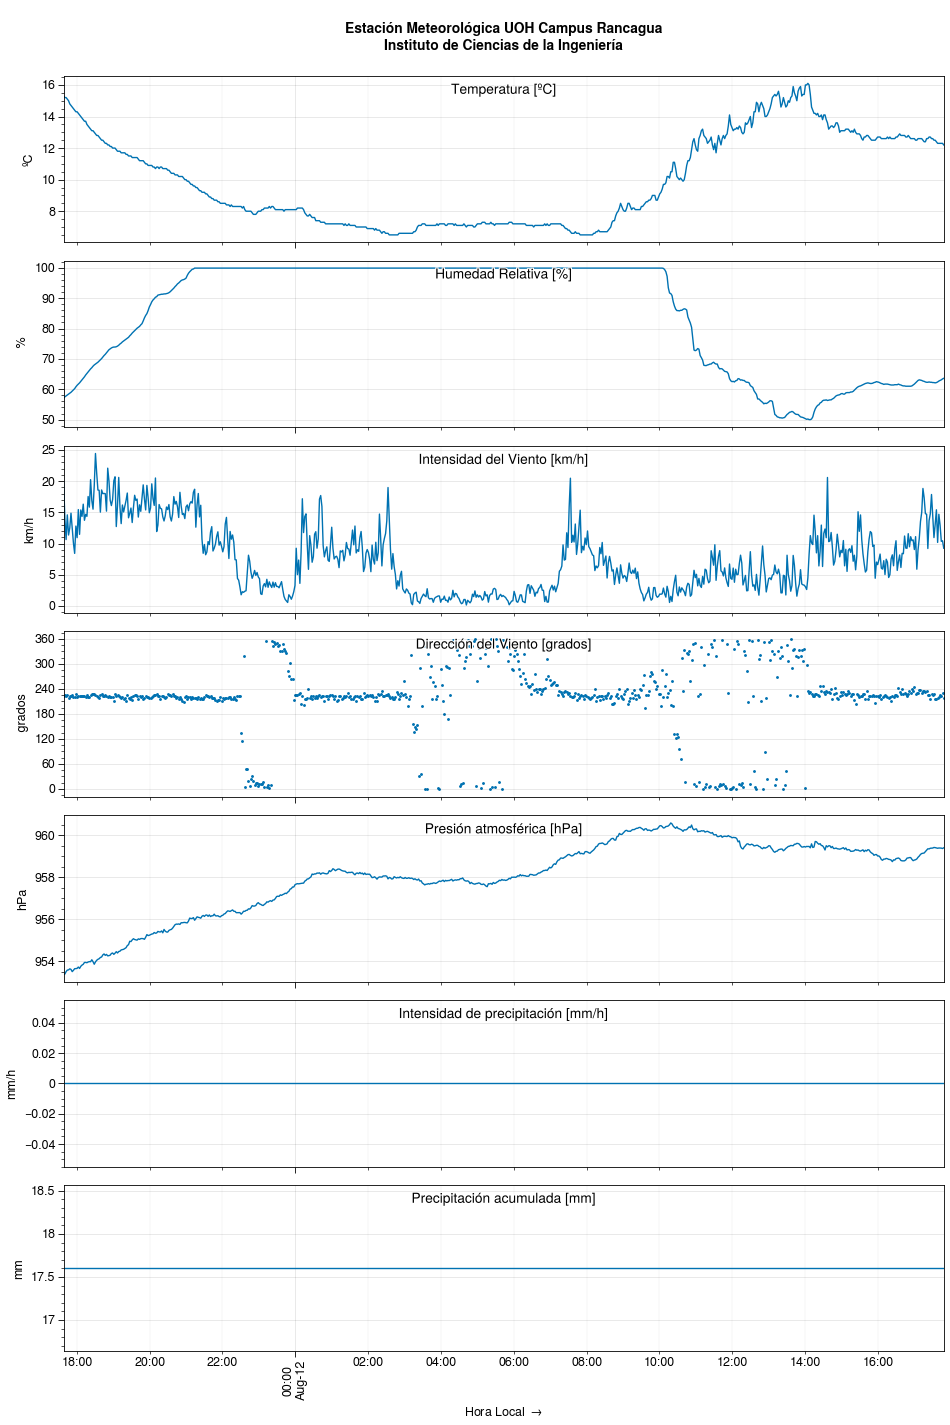 Estación Meteorológica UOH Campus Rancagua
Instituto de Ciencias de la Ingeniería
Temperatura [ºC]
16
14
12
10
8
ºC
Humedad Relativa [%]
100
90
80
70
60
50
%
Intensidad del Viento [km/h]
25
20
15
10
5
0
km/h
Dirección del Viento [grados]
360
300
240
180
120
60
0
grados
Presión atmosférica [hPa]
960
958
956
954
hPa
Intensidad de precipitación [mm/h]
0.04
0.02
0
−0.02
−0.04
mm/h
Precipitación acumulada [mm]
18.5
18
17.5
17
mm
18:00 20:00 22:00 00:00 02:00 04:00 06:00 08:00 10:00 12:00 14:00 16:00
Aug-12
Hora Local →